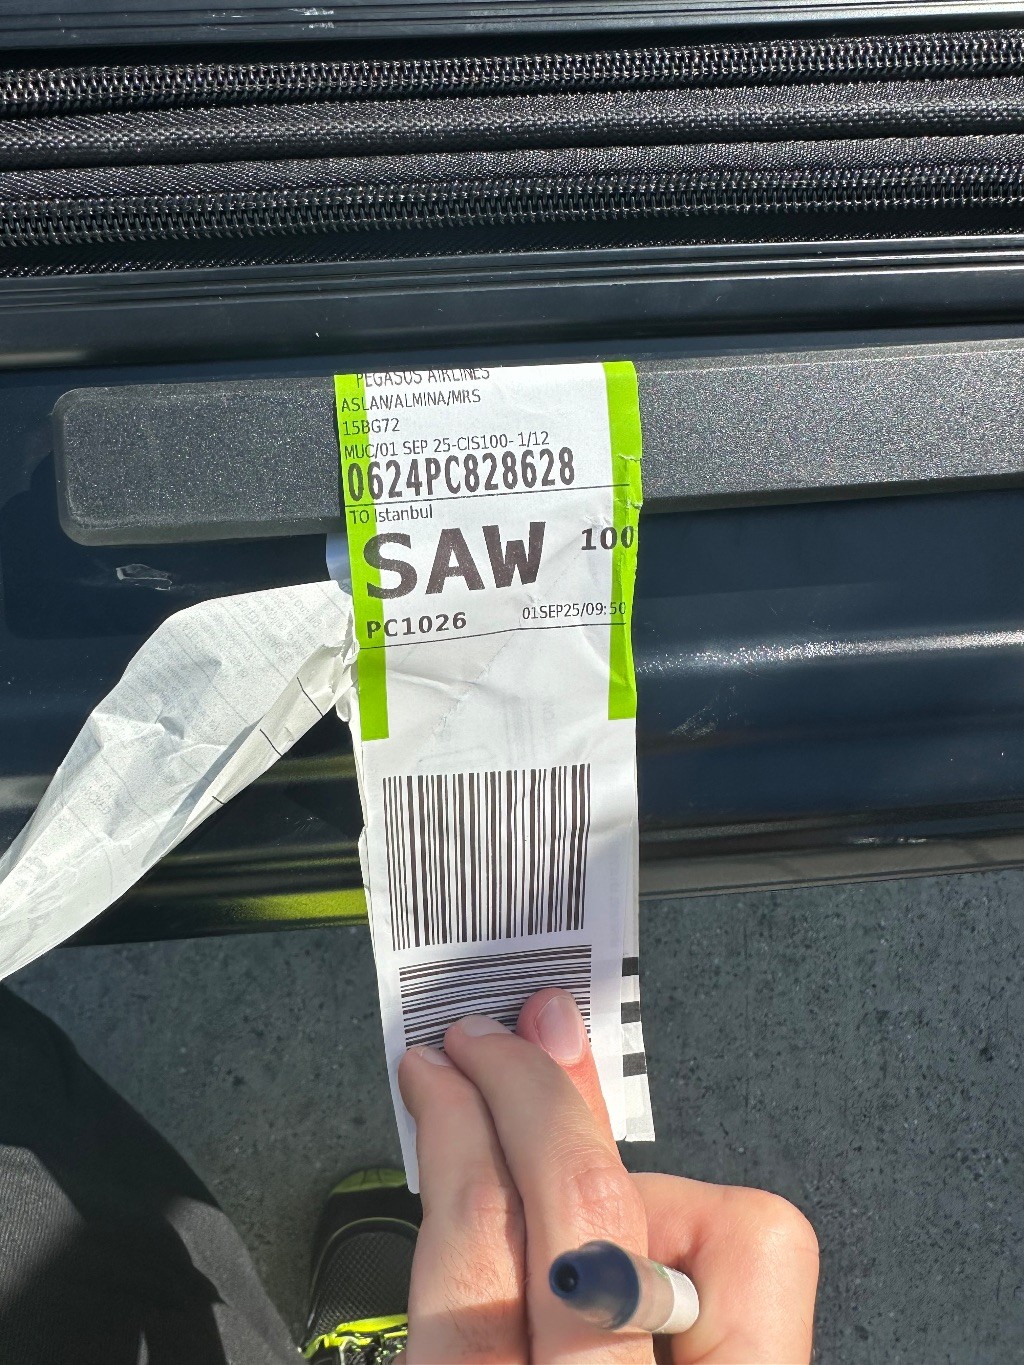 PEGASUS AIRLINES
ASLAN/ALMINA/MRS
15BG72
MUC/01 SEP 25-CIS100- 1/12
0624PC828628
TO Istanbul
SAW 100
PC1026 01SEP25/09:50